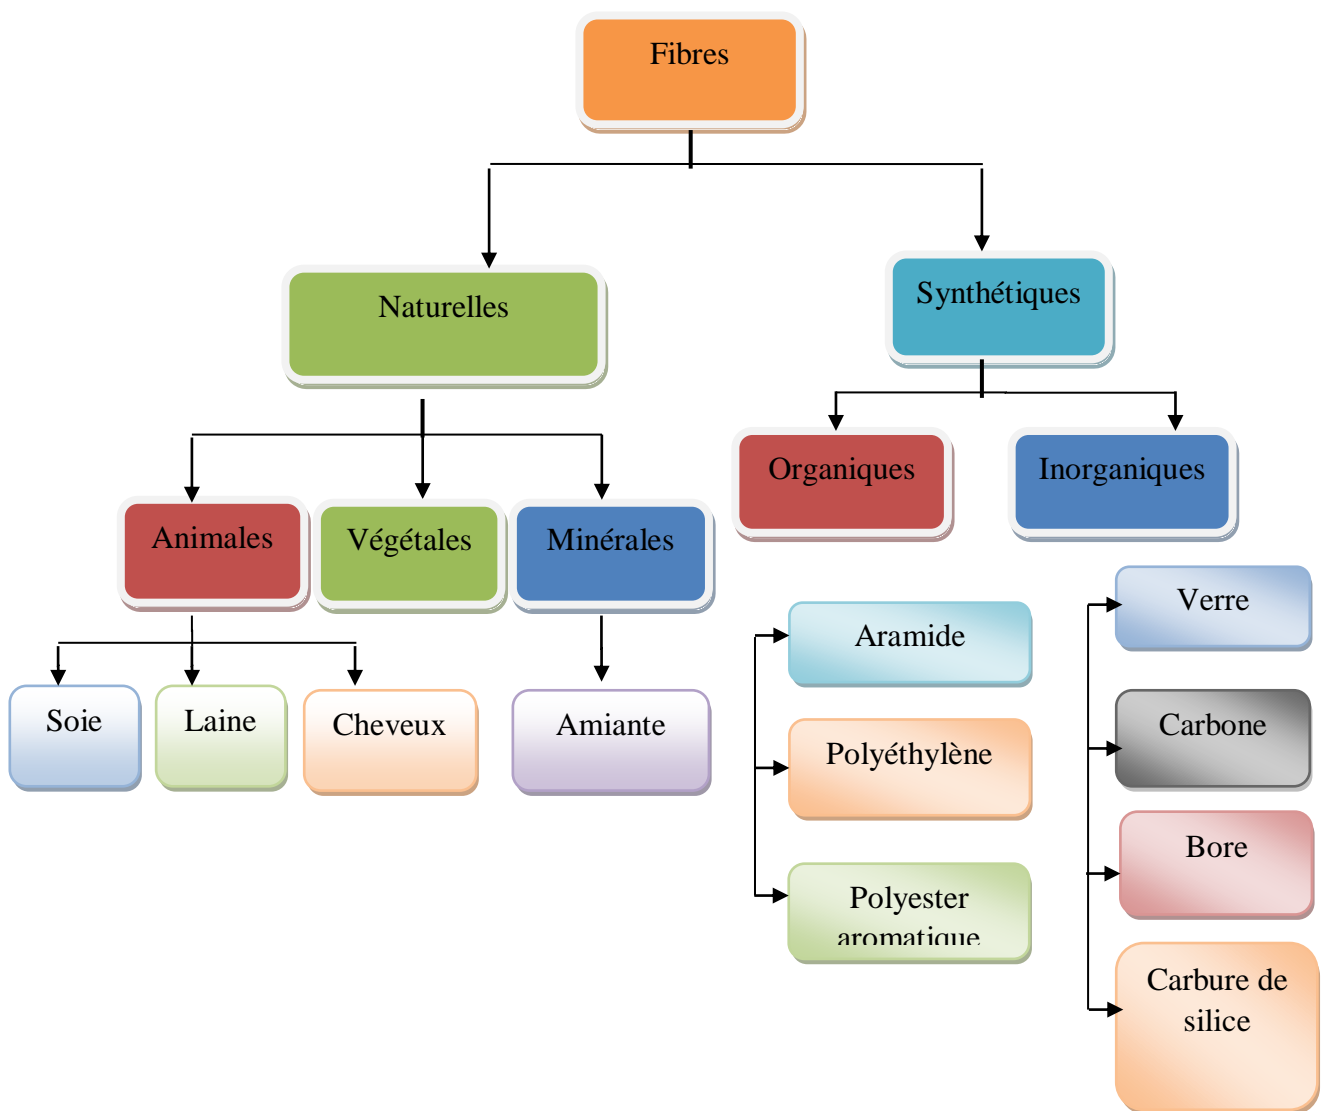 Fibres
Naturelles
Synthétiques
Organiques
Inorganiques
Animales
Végétales
Minérales
Soie
Laine
Cheveux
Amiante
Aramide
Polyéthylène
Polyester
aromatique
Verre
Carbone
Bore
Carbure de
silice